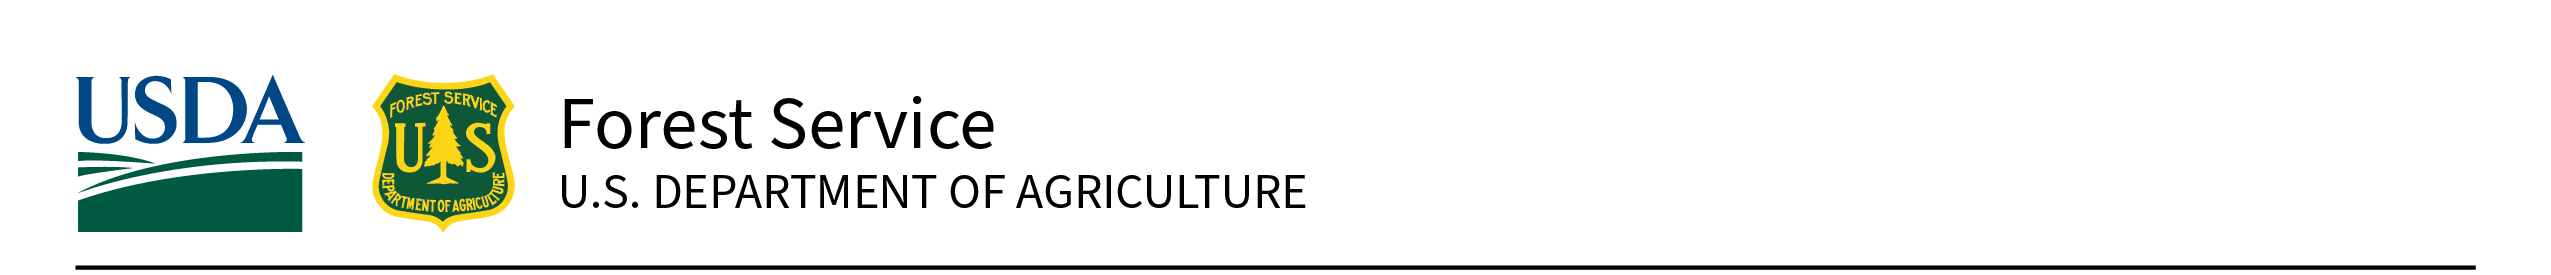 USDA
FOREST SERVICE
U S
DEPARTMENT OF AGRICULTURE
Forest Service
U.S. DEPARTMENT OF AGRICULTURE